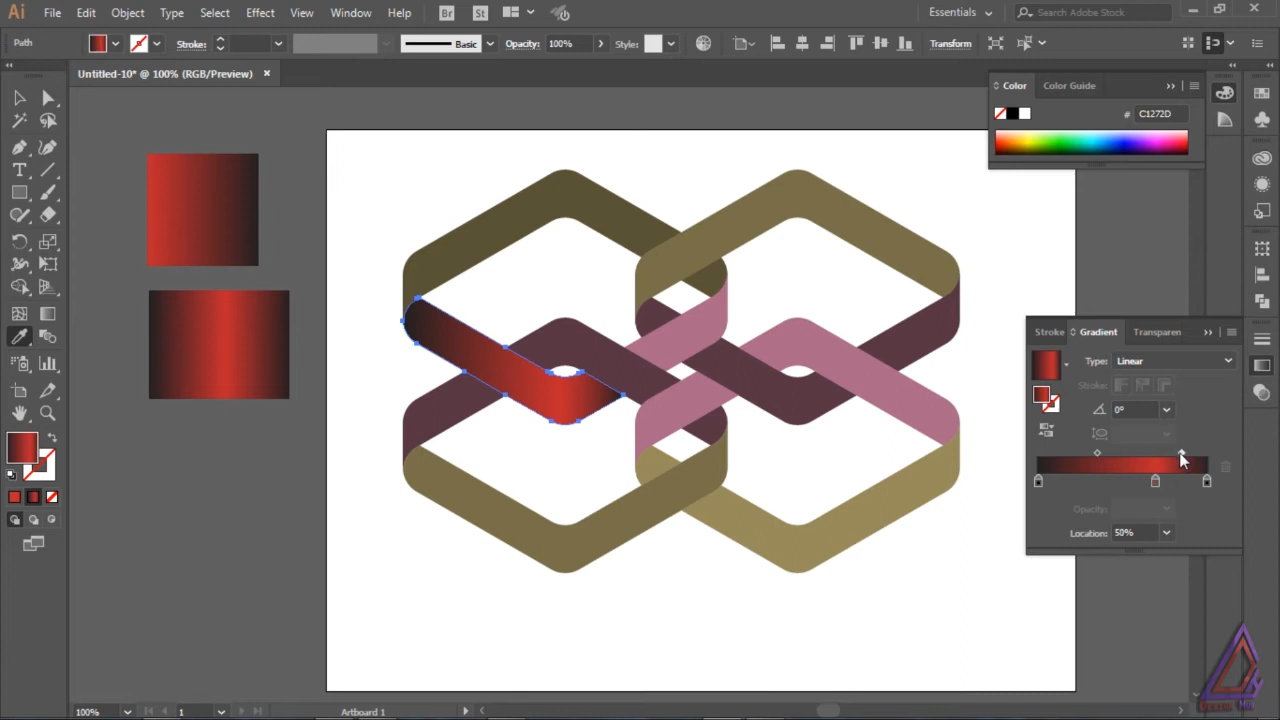 Ai File Edit Object Type Select Effect View Window Help Br St Essentials Search Adobe Stock
Path Stroke: Basic Opacity: 100% Style: Transform
Untitled-10* @ 100% (RGB/Preview) ×
Color Color Guide
# C1272D
Stroke Gradient Transparen
Type: Linear
Stroke:
0°
Opacity:
Location: 50%
100% 1 Artboard 1